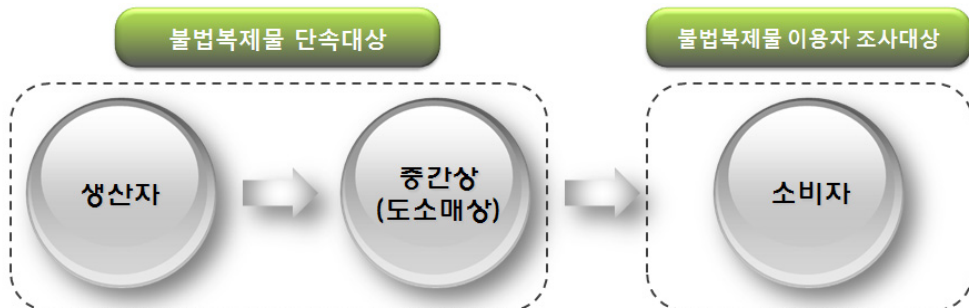 불법복제물 단속대상
불법복제물 이용자 조사대상
생산자
중간상
(도소매상)
소비자